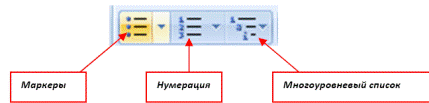 Маркеры
Нумерация
Многоуровневый список